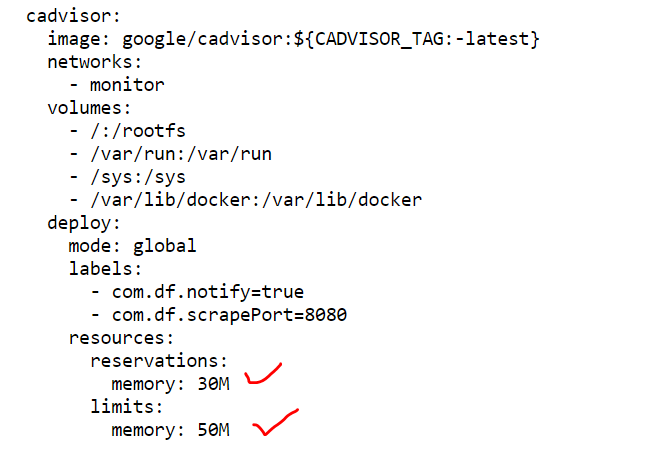 cadvisor:
  image: google/cadvisor:${CADVISOR_TAG:-latest}
  networks:
    - monitor
  volumes:
    - /:/rootfs
    - /var/run:/var/run
    - /sys:/sys
    - /var/lib/docker:/var/lib/docker
  deploy:
    mode: global
    labels:
      - com.df.notify=true
      - com.df.scrapePort=8080
    resources:
      reservations:
        memory: 30M
      limits:
        memory: 50M